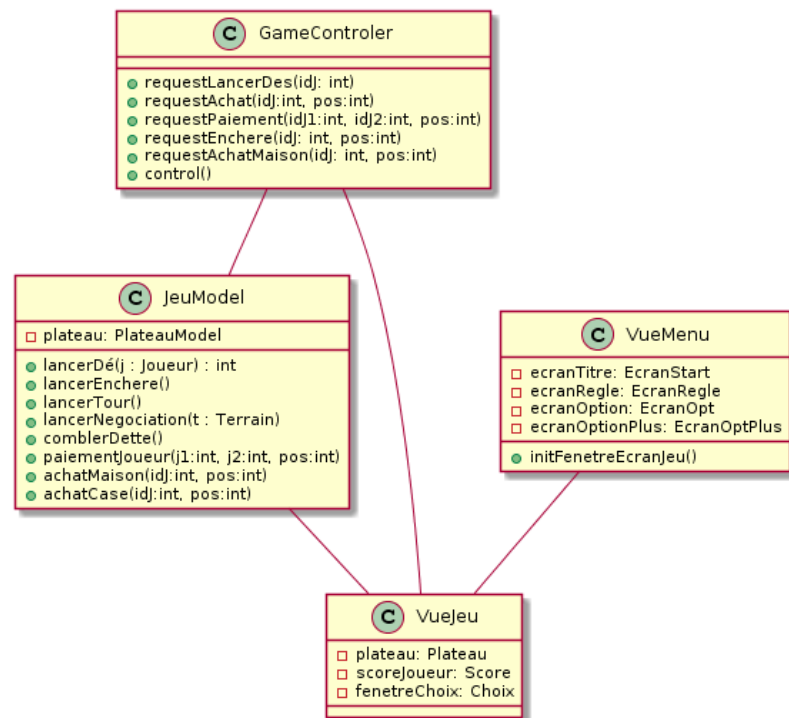 C GameControler
requestLancerDes(idJ: int)
requestAchat(idJ:int, pos:int)
requestPaiement(idJ1:int, idJ2:int, pos:int)
requestEnchere(idJ: int, pos:int)
requestAchatMaison(idJ: int, pos:int)
control()
C JeuModel
plateau: PlateauModel
lancerDé(j : Joueur) : int
lancerEnchere()
lancerTour()
lancerNegociation(t : Terrain)
comblerDette()
paiementJoueur(j1:int, j2:int, pos:int)
achatMaison(idJ:int, pos:int)
achatCase(idJ:int, pos:int)
C VueMenu
ecranTitre: EcranStart
ecranRegle: EcranRegle
ecranOption: EcranOpt
ecranOptionPlus: EcranOptPlus
initFenetreEcranJeu()
C VueJeu
plateau: Plateau
scoreJoueur: Score
fenetreChoix: Choix